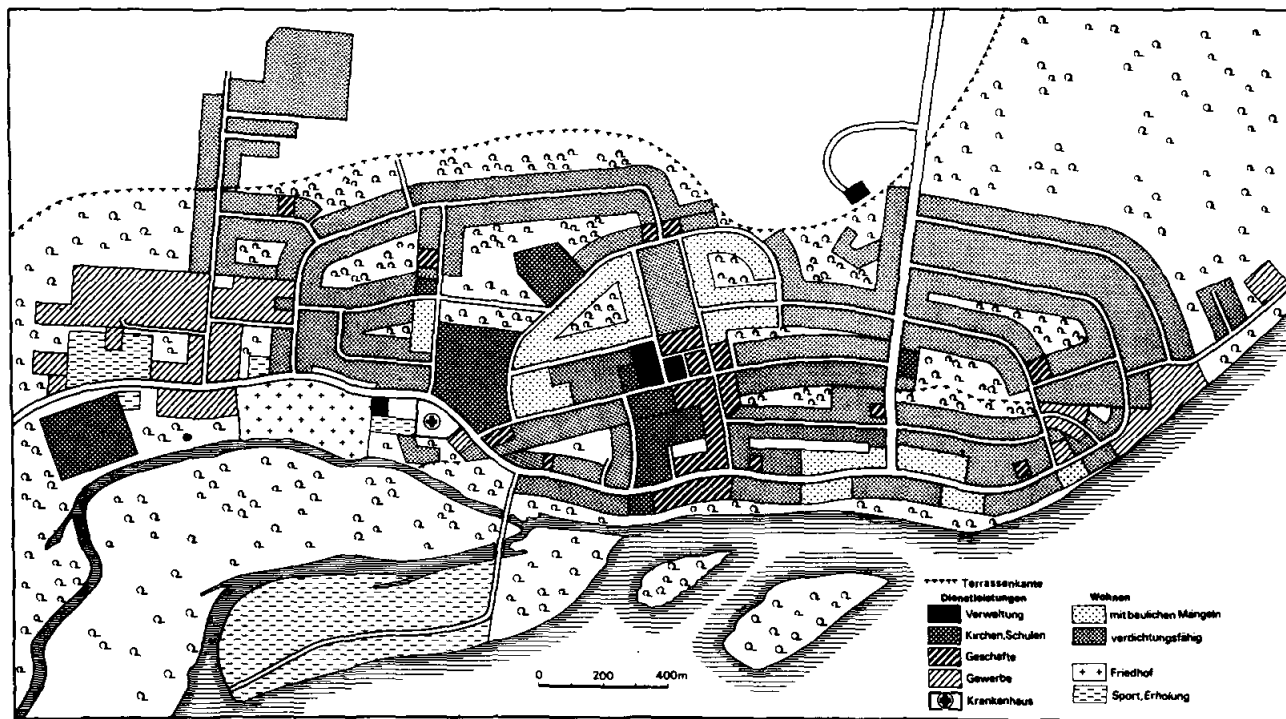 Terrassenkante
Dienstleistungen
Verwaltung
Kirchen, Schulen
Geschäfte
Gewerbe
Krankenhaus
Wohnen
mit baulichen Mängeln
verdichtungsfähig
Friedhof
Sport, Erholung
0 200 400m